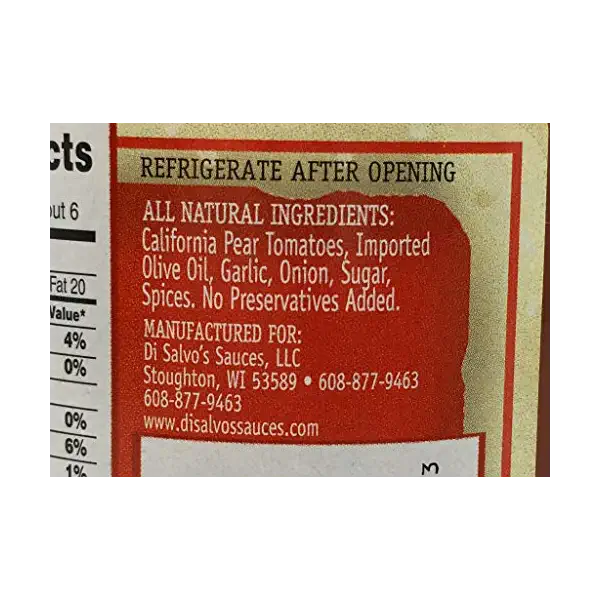 cts
out 6
Fat 20
Value*
4%
0%
0%
6%
1%
REFRIGERATE AFTER OPENING
ALL NATURAL INGREDIENTS:
California Pear Tomatoes, Imported
Olive Oil, Garlic, Onion, Sugar,
Spices. No Preservatives Added.
MANUFACTURED FOR:
Di Salvo's Sauces, LLC
Stoughton, WI 53589 • 608-877-9463
608-877-9463
www.disalvossauces.com
3